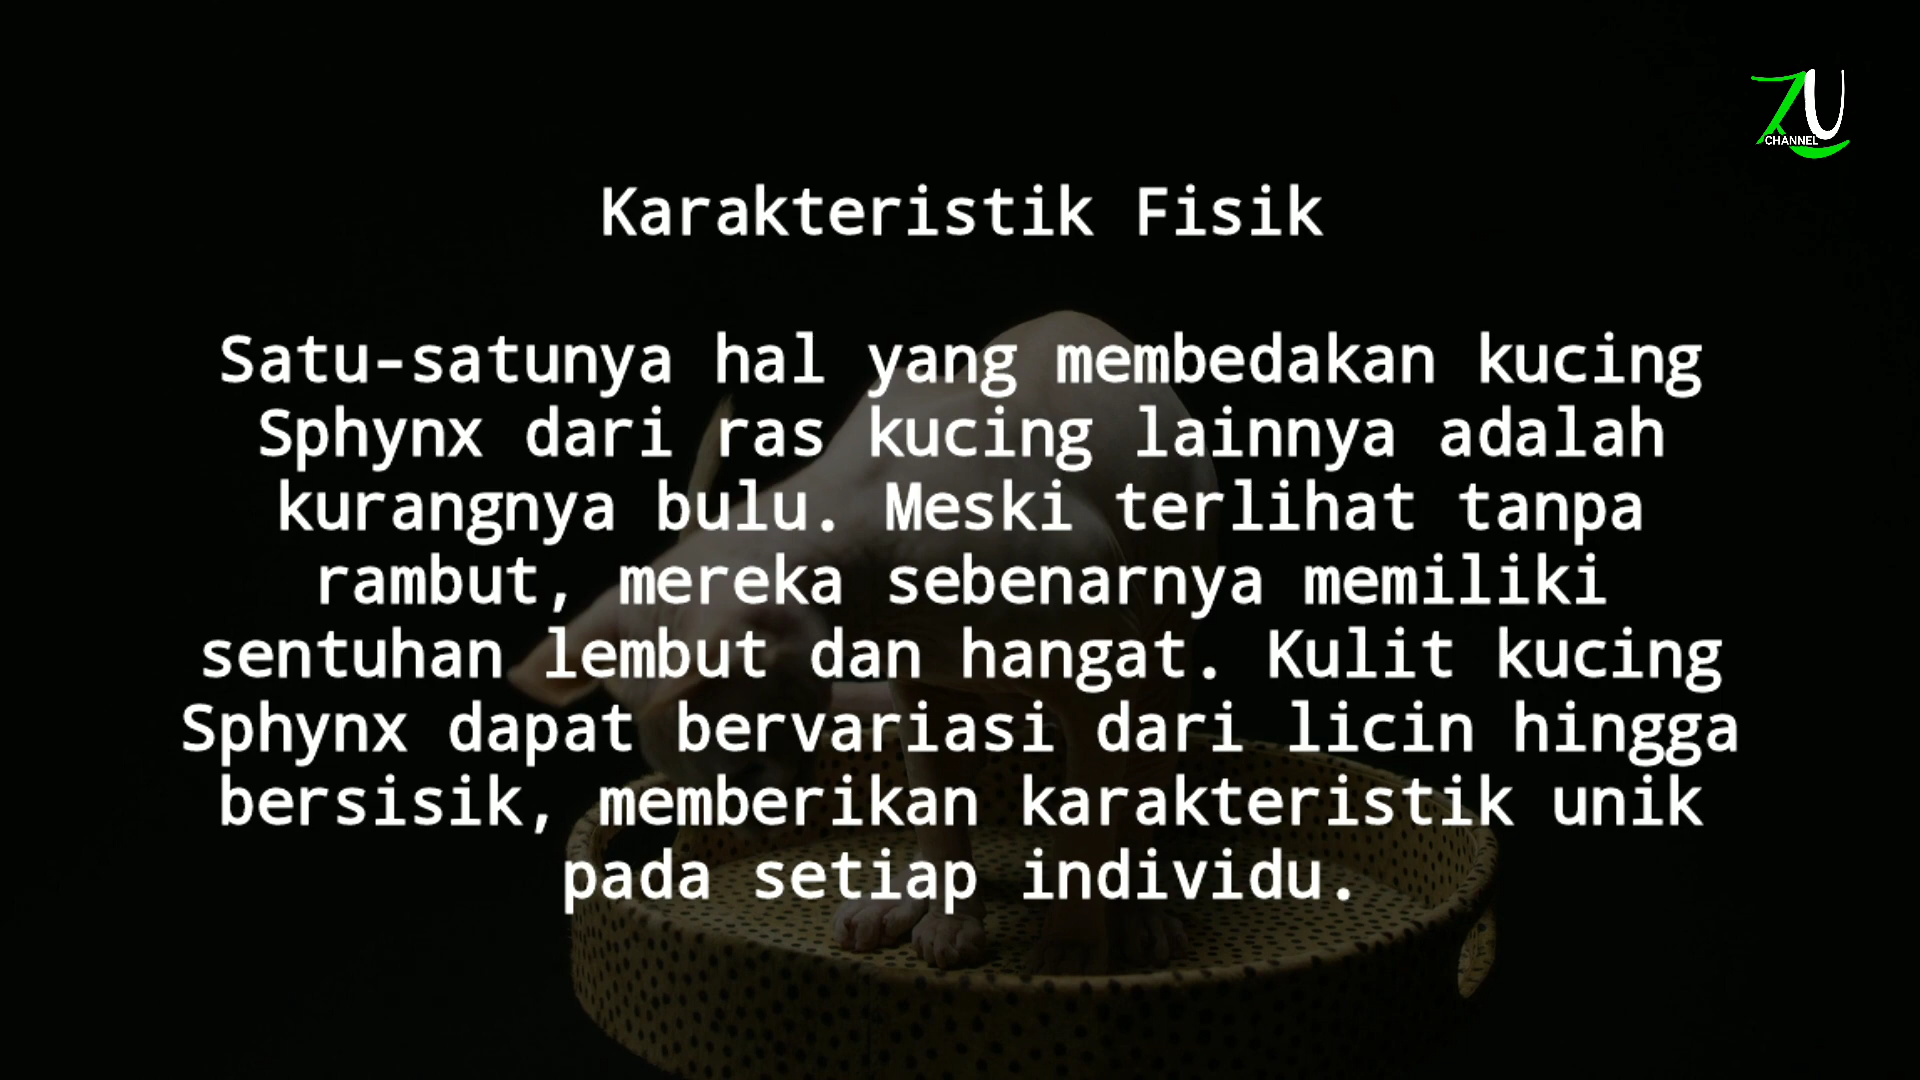 ZU
CHANNEL
Karakteristik Fisik
Satu-satunya hal yang membedakan kucing
Sphynx dari ras kucing lainnya adalah
kurangnya bulu. Meski terlihat tanpa
rambut, mereka sebenarnya memiliki
sentuhan lembut dan hangat. Kulit kucing
Sphynx dapat bervariasi dari licin hingga
bersisik, memberikan karakteristik unik
pada setiap individu.